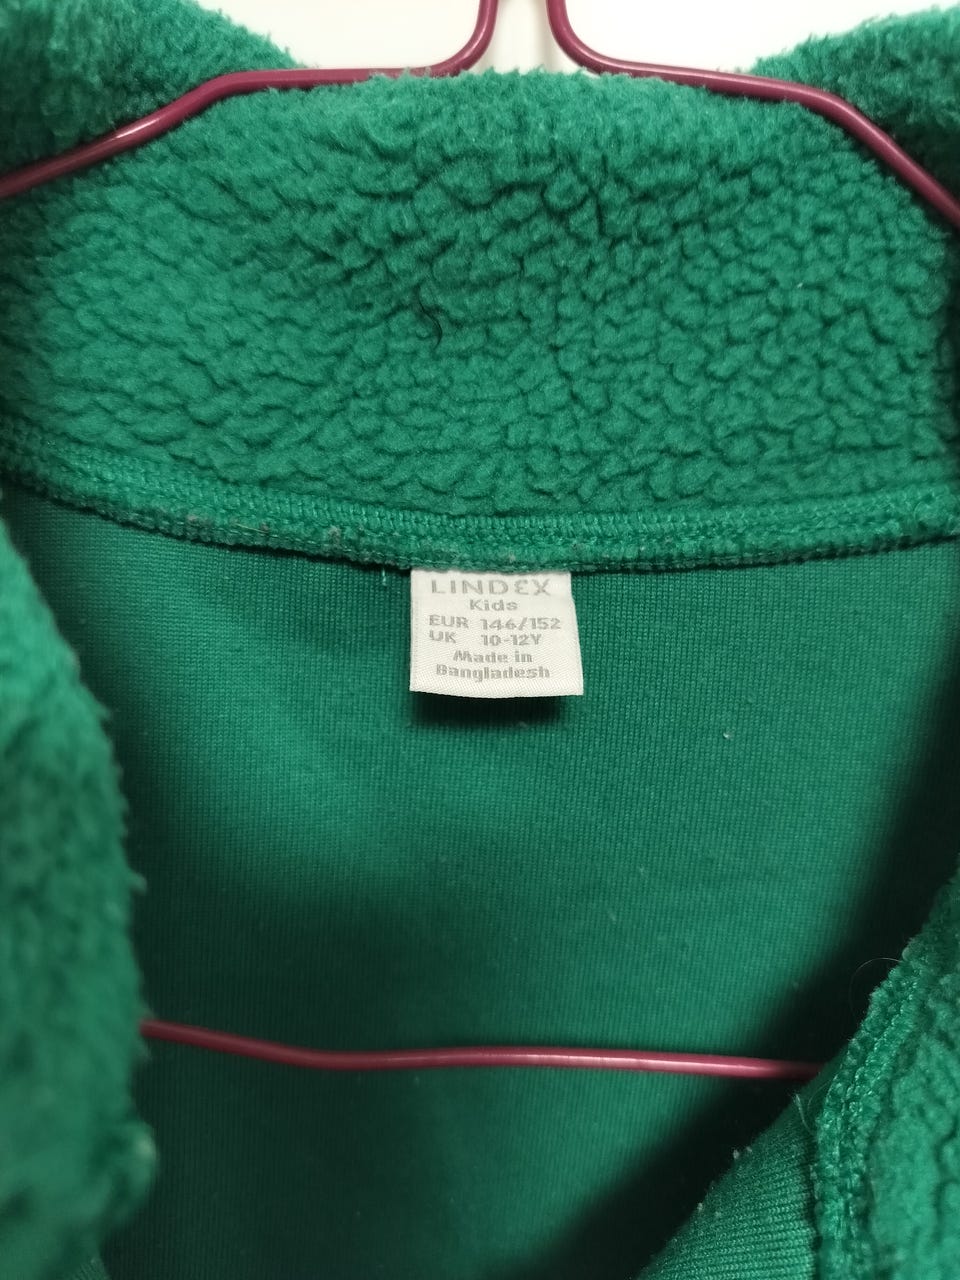 LINDEX
Kids
EUR 146/152
UK 10-12Y
Made in
Bangladesh